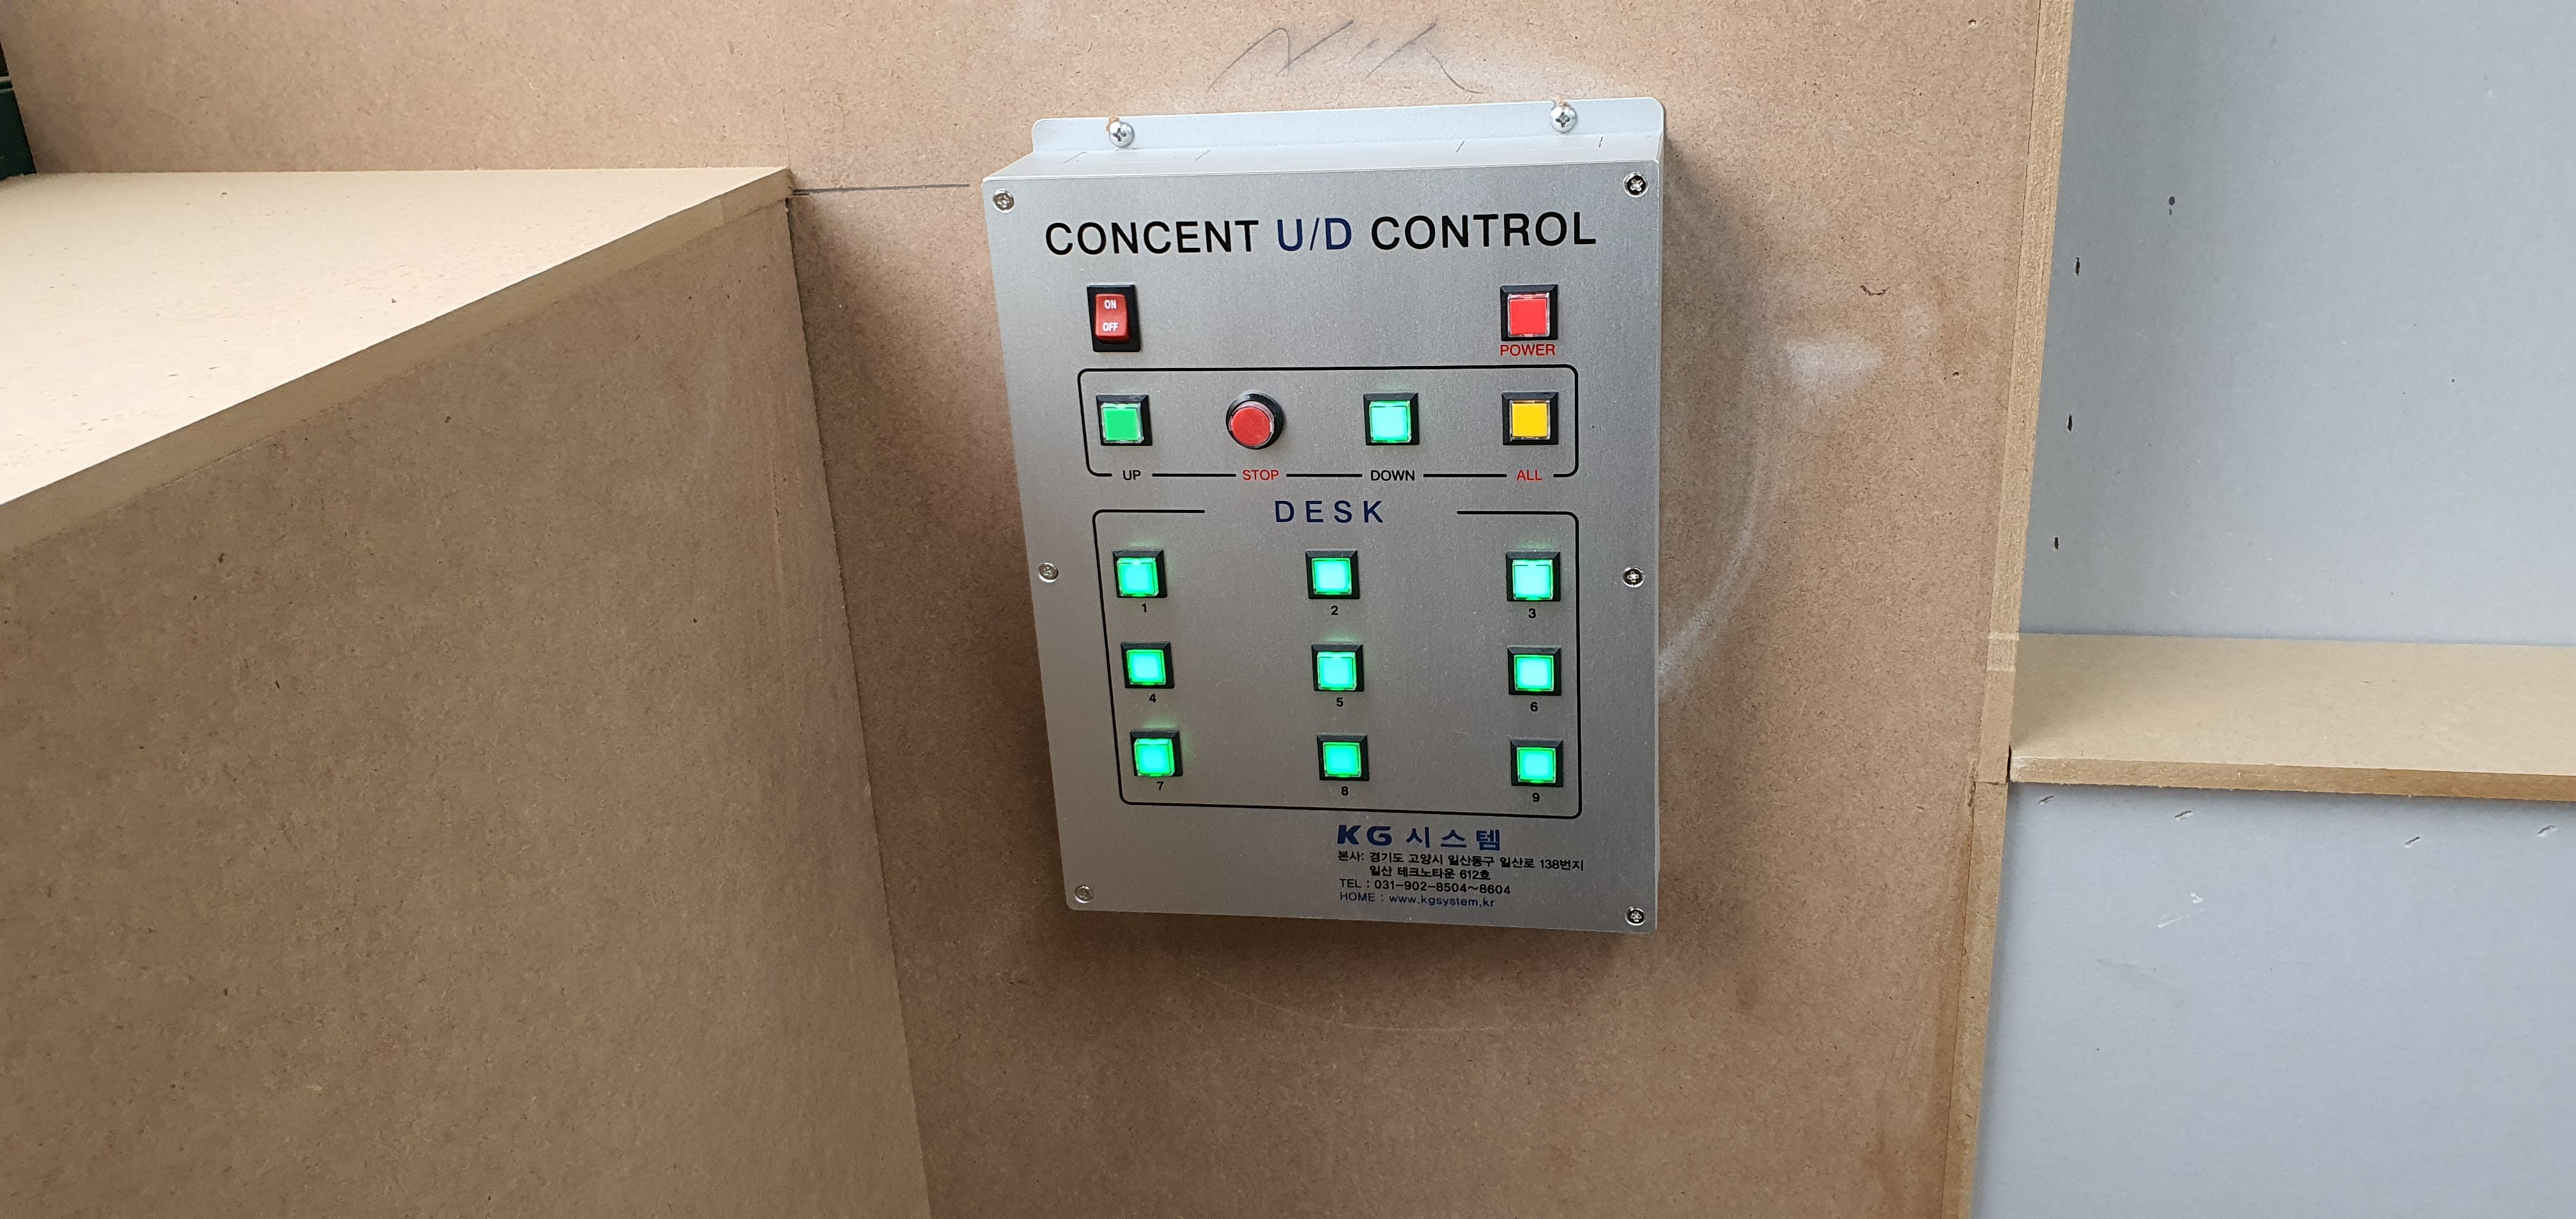 CONCENT U/D CONTROL
ON
OFF
POWER
UP STOP DOWN ALL
DESK
1 2 3
4 5 6
7 8 9
KG 시스템
본사: 경기도 고양시 일산동구 일산로 138번지
일산 테크노타운 612호
TEL : 031-902-8504~8604
HOME : www.kgsystem.kr